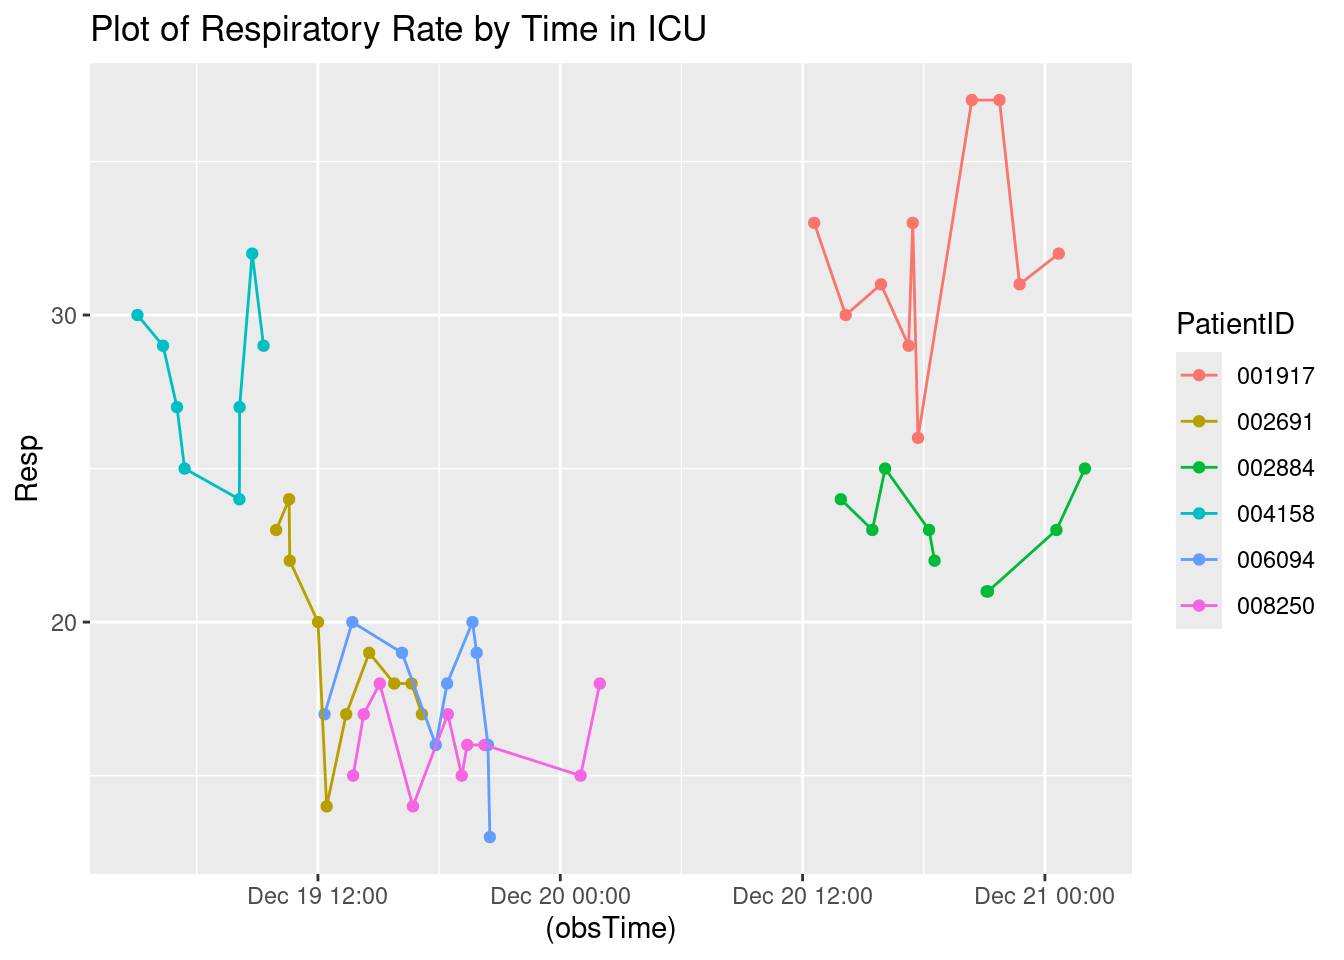 Plot of Respiratory Rate by Time in ICU
Resp
30
20
Dec 19 12:00
Dec 20 00:00
Dec 20 12:00
Dec 21 00:00
(obsTime)
PatientID
001917
002691
002884
004158
006094
008250